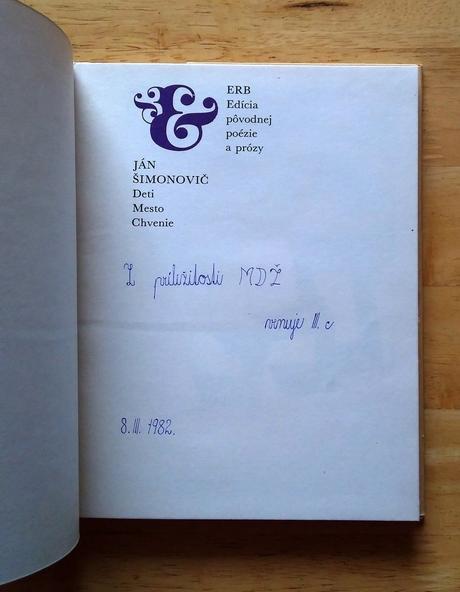 &
ERB
Edícia
pôvodnej
poézie
a prózy
JÁN
ŠIMONOVIČ
Deti
Mesto
Chvenie
Z príležitosti MDŽ
venuje III. c
8. III. 1982.